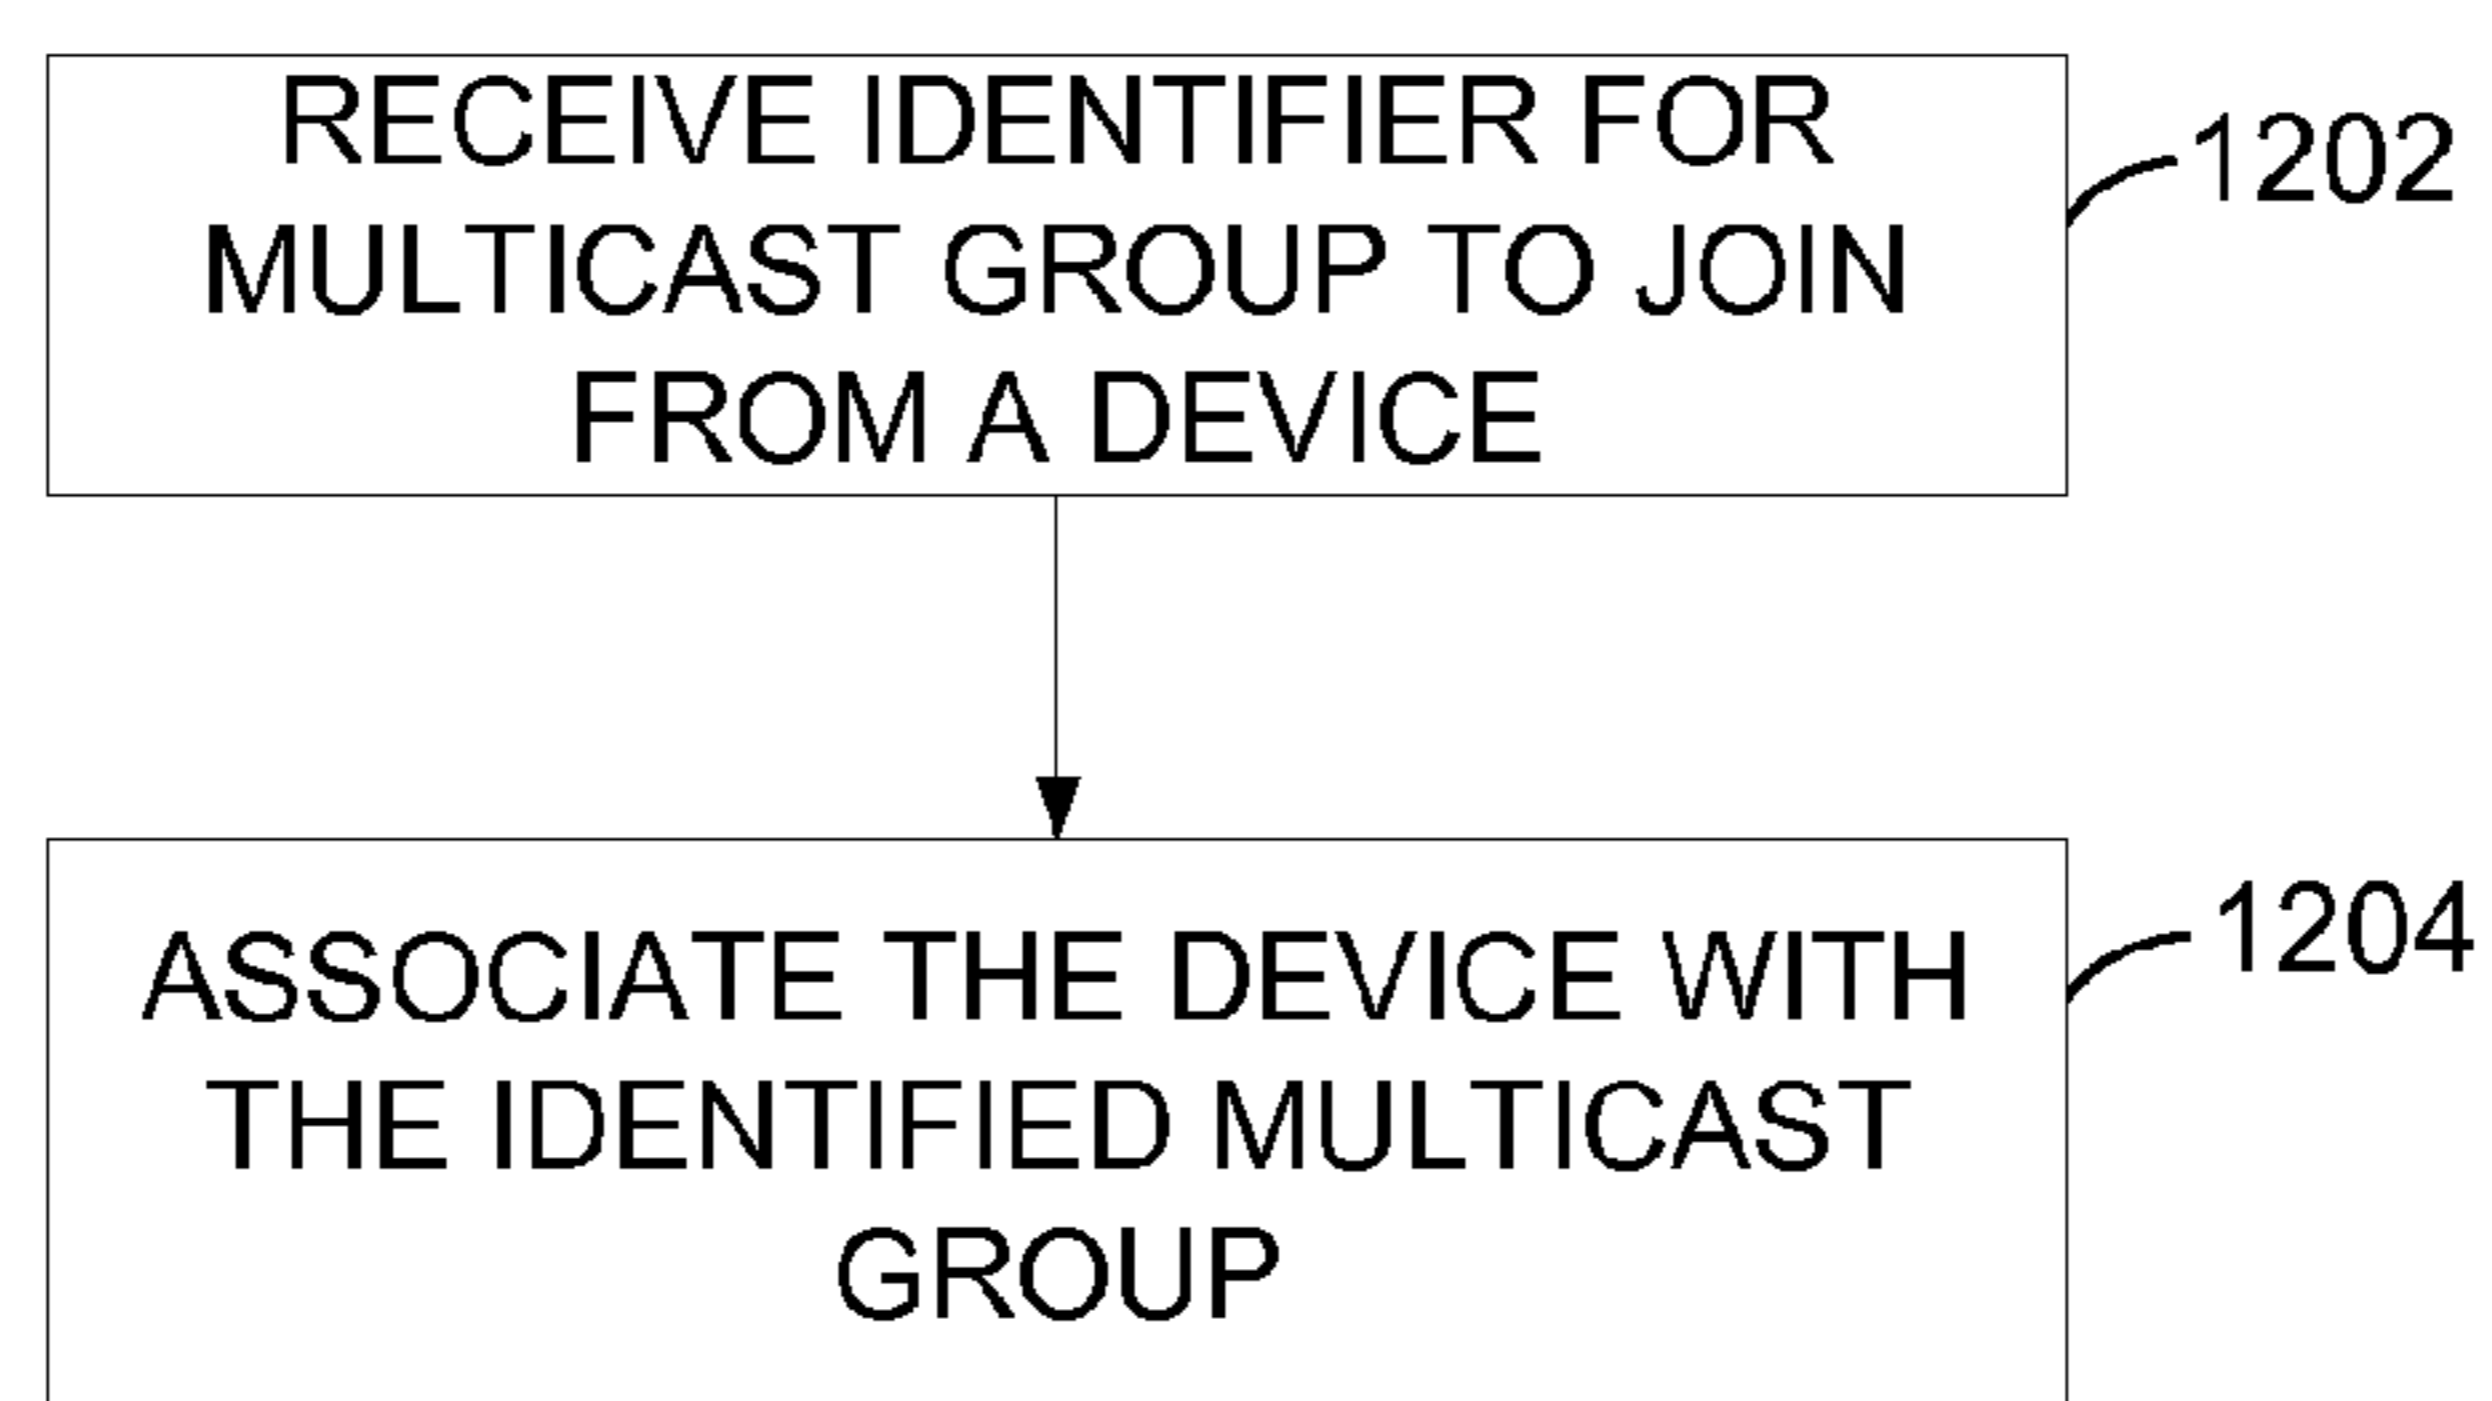 RECEIVE IDENTIFIER FOR
MULTICAST GROUP TO JOIN
FROM A DEVICE
1202
ASSOCIATE THE DEVICE WITH
THE IDENTIFIED MULTICAST
GROUP
1204